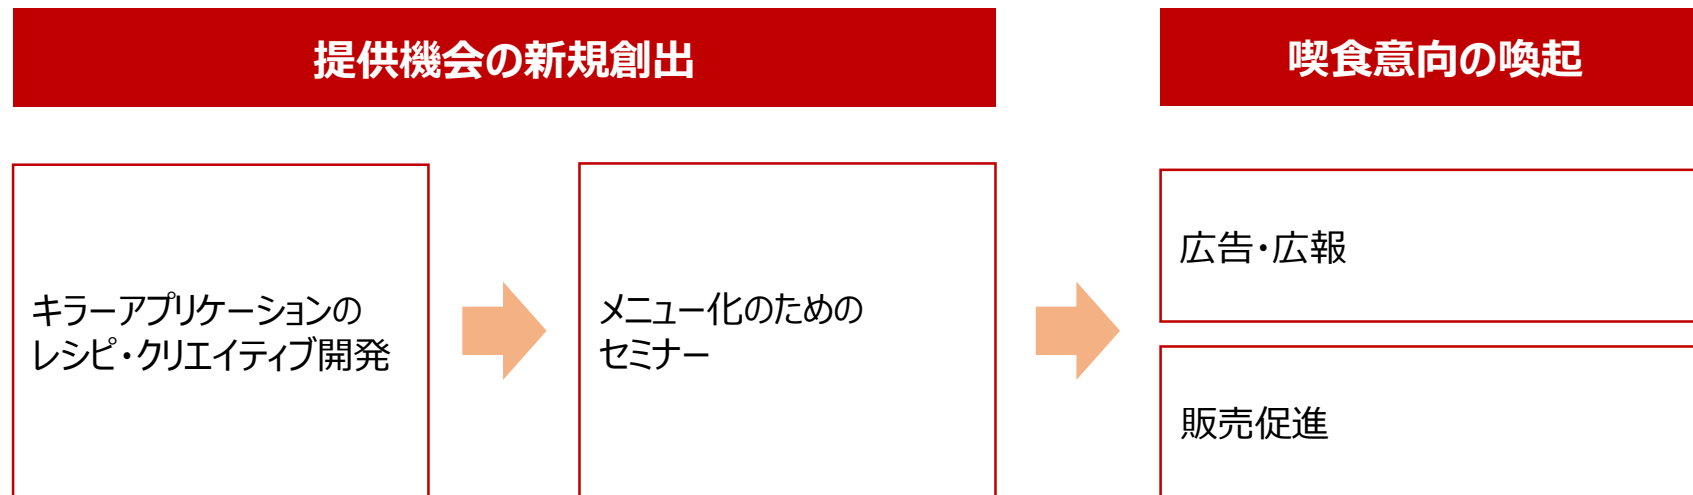 提供機会の新規創出
喫食意向の喚起
キラーアプリケーションの
レシピ・クリエイティブ開発
メニュー化のための
セミナー
広告・広報
販売促進